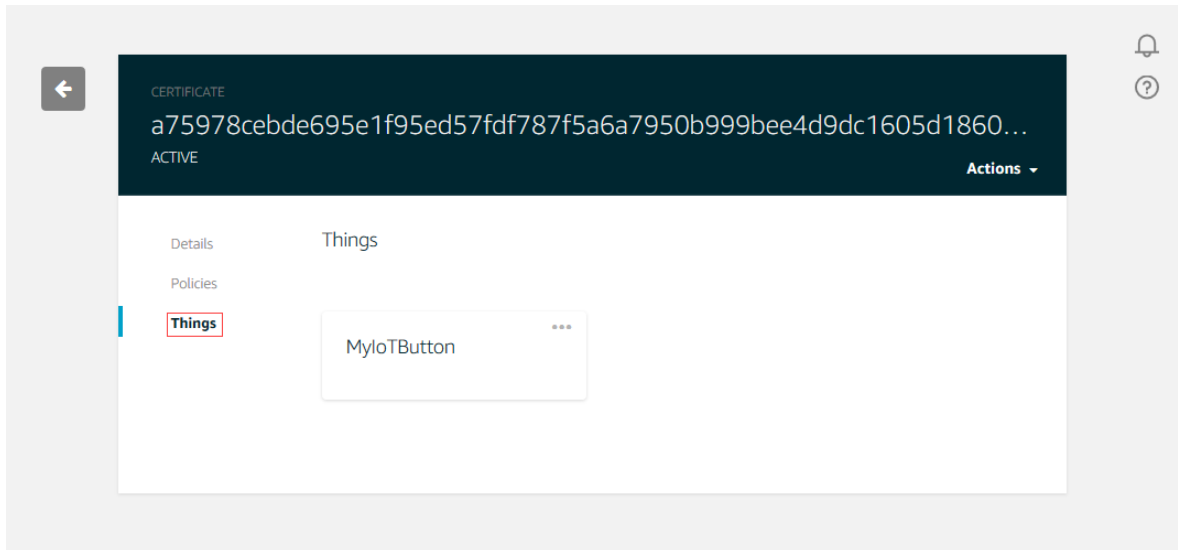 CERTIFICATE
a75978cebde695e1f95ed57fdf787f5a6a7950b999bee4d9dc1605d1860...
ACTIVE
Actions
Details
Policies
Things
Things
MyIoTButton